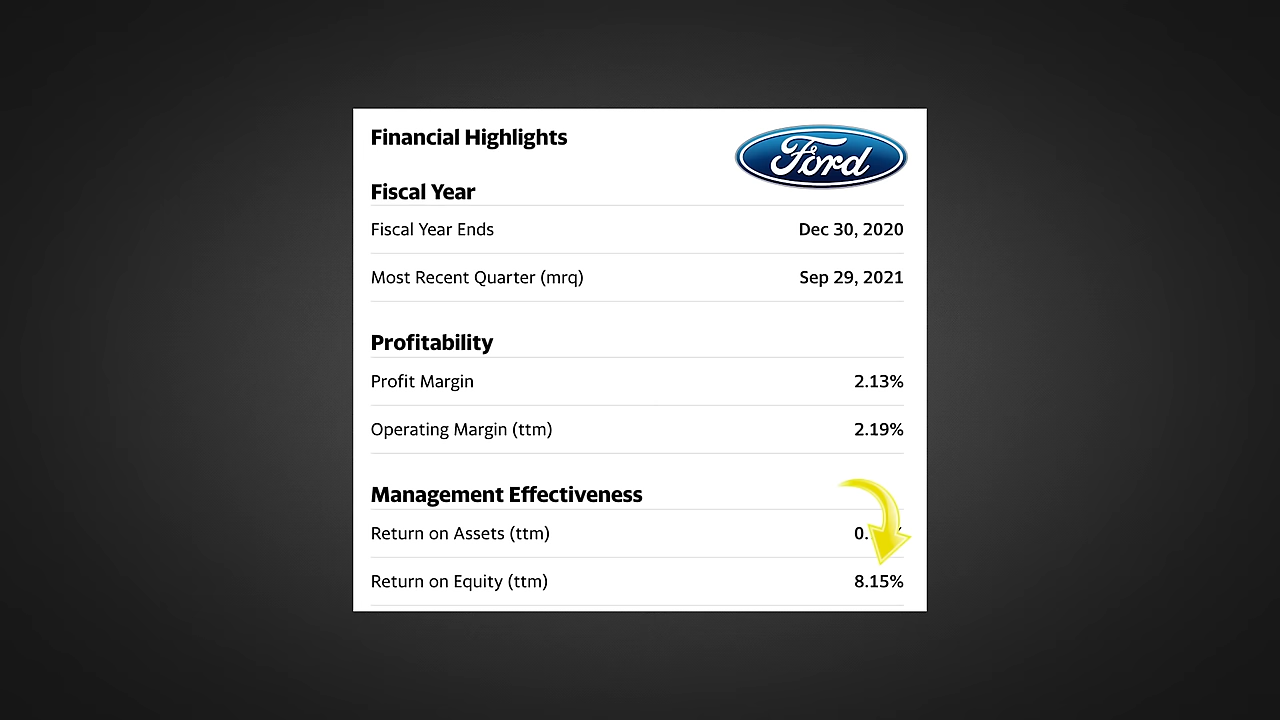 Financial Highlights
Ford
Fiscal Year
Fiscal Year Ends Dec 30, 2020
Most Recent Quarter (mrq) Sep 29, 2021
Profitability
Profit Margin 2.13%
Operating Margin (ttm) 2.19%
Management Effectiveness
Return on Assets (ttm)
Return on Equity (ttm) 8.15%